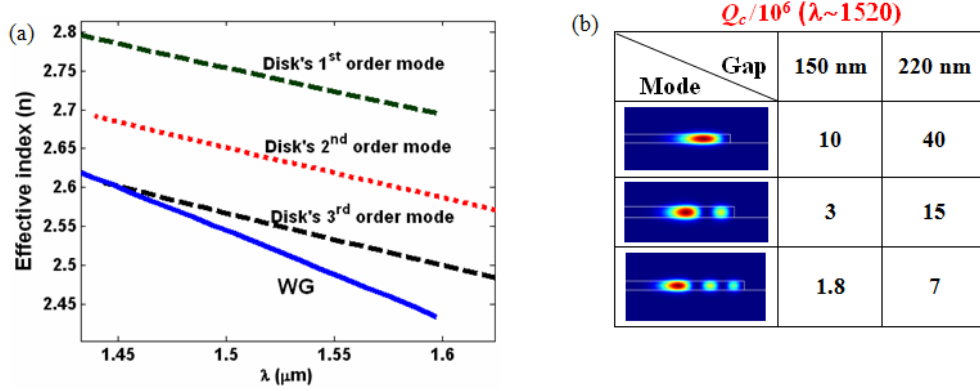 (a)
2.8
2.75
2.7
2.65
2.6
2.55
2.5
2.45
Effective index (n)
Disk's 1st order mode
Disk's 2nd order mode
Disk's 3rd order mode
WG
1.45 1.5 1.55 1.6
λ (μm)
(b)
Qc/10⁶ (λ~1520)
Gap
Mode
150 nm 220 nm
10 40
3 15
1.8 7